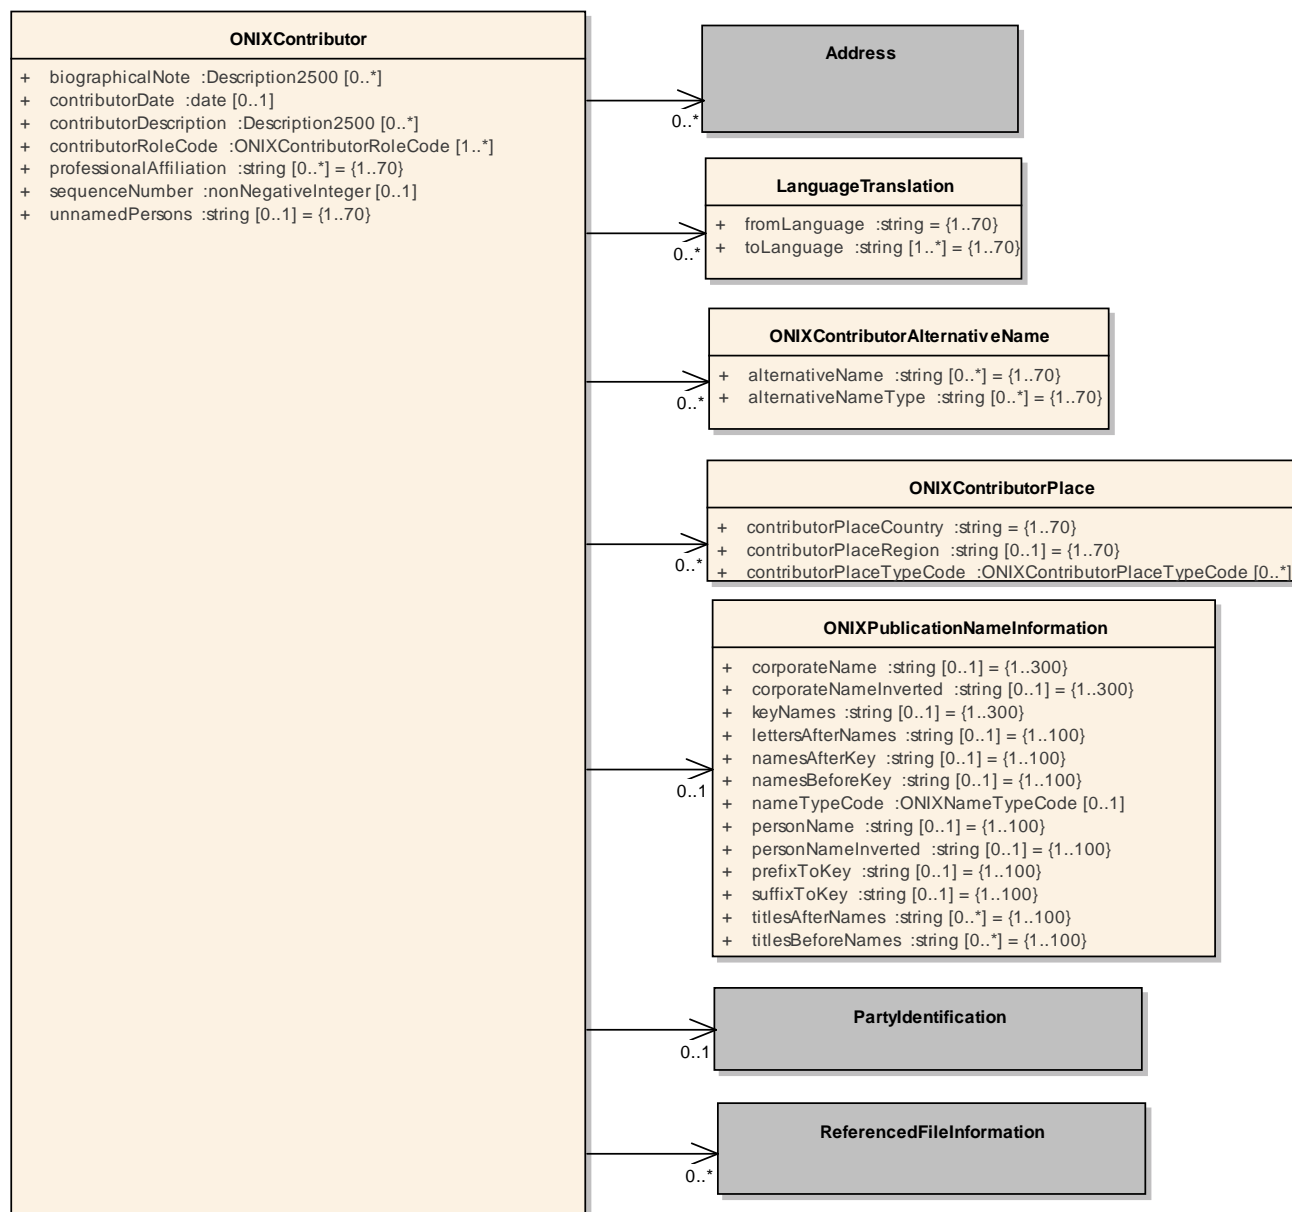 ONIXContributor
+ biographicalNote :Description2500 [0..*]
+ contributorDate :date [0..1]
+ contributorDescription :Description2500 [0..*]
+ contributorRoleCode :ONIXContributorRoleCode [1..*]
+ professionalAffiliation :string [0..*] = {1..70}
+ sequenceNumber :nonNegativeInteger [0..1]
+ unnamedPersons :string [0..1] = {1..70}
Address
0..*
LanguageTranslation
+ fromLanguage :string = {1..70}
+ toLanguage :string [1..*] = {1..70}
0..*
ONIXContributorAlternativeName
+ alternativeName :string [0..*] = {1..70}
+ alternativeNameType :string [0..*] = {1..70}
0..*
ONIXContributorPlace
+ contributorPlaceCountry :string = {1..70}
+ contributorPlaceRegion :string [0..1] = {1..70}
+ contributorPlaceTypeCode :ONIXContributorPlaceTypeCode [0..*]
0..*
ONIXPublicationNameInformation
+ corporateName :string [0..1] = {1..300}
+ corporateNameInverted :string [0..1] = {1..300}
+ keyNames :string [0..1] = {1..300}
+ lettersAfterNames :string [0..1] = {1..100}
+ namesAfterKey :string [0..1] = {1..100}
+ namesBeforeKey :string [0..1] = {1..100}
+ nameTypeCode :ONIXNameTypeCode [0..1]
+ personName :string [0..1] = {1..100}
+ personNameInverted :string [0..1] = {1..100}
+ prefixToKey :string [0..1] = {1..100}
+ suffixToKey :string [0..1] = {1..100}
+ titlesAfterNames :string [0..*] = {1..100}
+ titlesBeforeNames :string [0..*] = {1..100}
0..1
PartyIdentification
0..1
ReferencedFileInformation
0..*